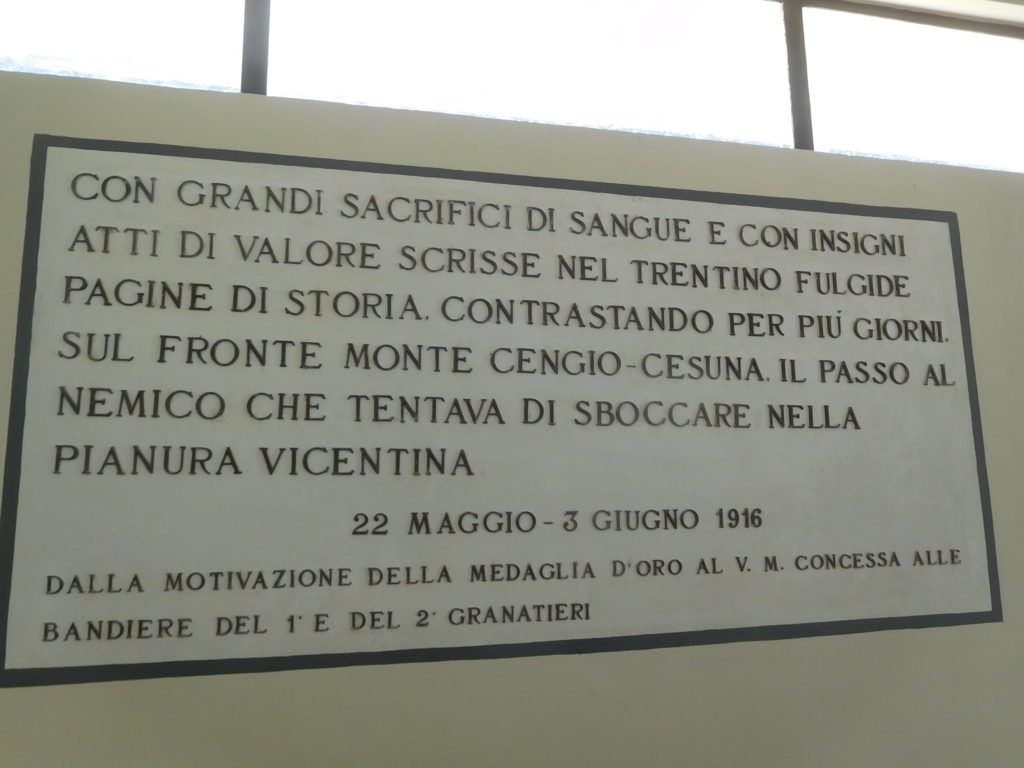 CON GRANDI SACRIFICI DI SANGUE E CON INSIGNI
ATTI DI VALORE SCRISSE NEL TRENTINO FULGIDE
PAGINE DI STORIA, CONTRASTANDO PER PIÚ GIORNI,
SUL FRONTE MONTE CENGIO-CESUNA, IL PASSO AL
NEMICO CHE TENTAVA DI SBOCCARE NELLA
PIANURA VICENTINA
22 MAGGIO - 3 GIUGNO 1916
DALLA MOTIVAZIONE DELLA MEDAGLIA D'ORO AL V. M. CONCESSA ALLE
BANDIERE DEL 1° E DEL 2° GRANATIERI